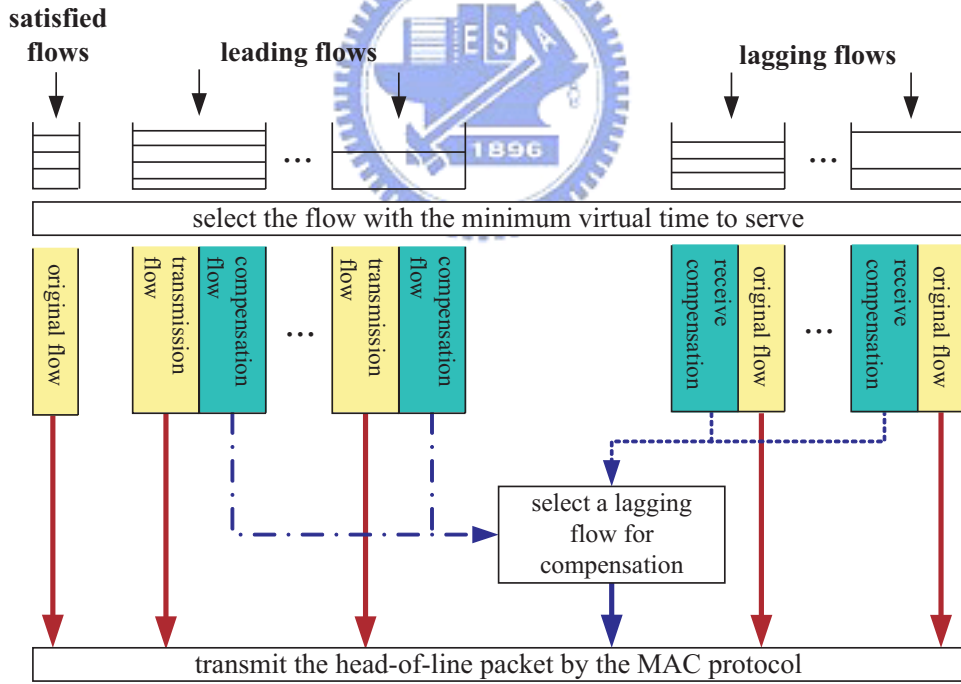 satisfied
flows
leading flows
lagging flows
E S A
1896
...
...
select the flow with the minimum virtual time to serve
original flow
transmission
flow
compensation
flow
...
transmission
flow
compensation
flow
receive
compensation
original flow
...
receive
compensation
original flow
select a lagging
flow for
compensation
transmit the head-of-line packet by the MAC protocol